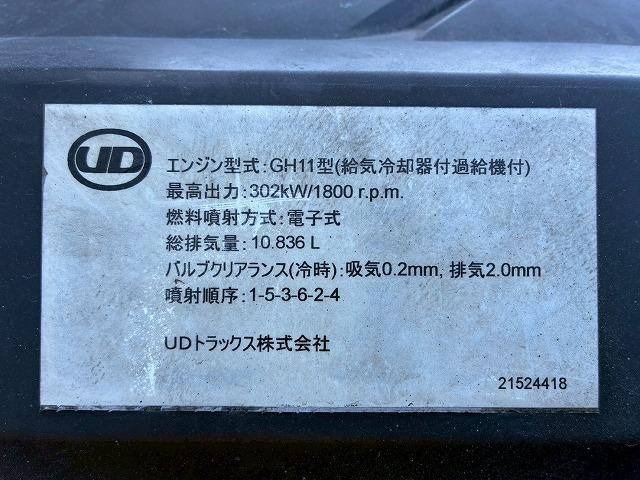 UD
エンジン型式:GH11型(給気冷却器付過給機付)
最高出力:302kW/1800 r.p.m.
燃料噴射方式:電子式
総排気量:10.836 L
バルブクリアランス(冷時):吸気0.2mm, 排気2.0mm
噴射順序:1-5-3-6-2-4
UDトラックス株式会社
21524418